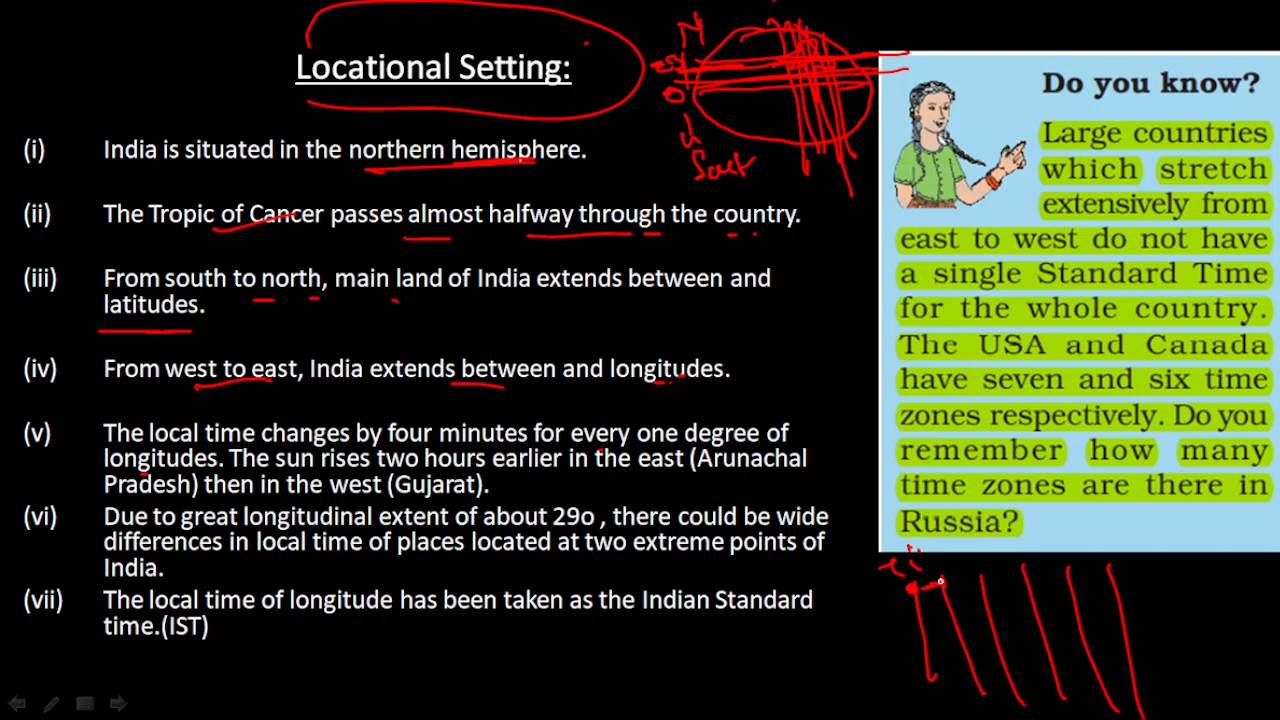 Locational Setting:
(i) India is situated in the northern hemisphere.
(ii) The Tropic of Cancer passes almost halfway through the country.
(iii) From south to north, main land of India extends between and
latitudes.
(iv) From west to east, India extends between and longitudes.
(v) The local time changes by four minutes for every one degree of
longitudes. The sun rises two hours earlier in the east (Arunachal
Pradesh) then in the west (Gujarat).
(vi) Due to great longitudinal extent of about 29o , there could be wide
differences in local time of places located at two extreme points of
India.
(vii) The local time of longitude has been taken as the Indian Standard
time.(IST)
N
0
Do you know?
Large countries
which stretch
extensively from
east to west do not have
a single Standard Time
for the whole country.
The USA and Canada
have seven and six time
zones respectively. Do you
remember how many
time zones are there in
Russia?